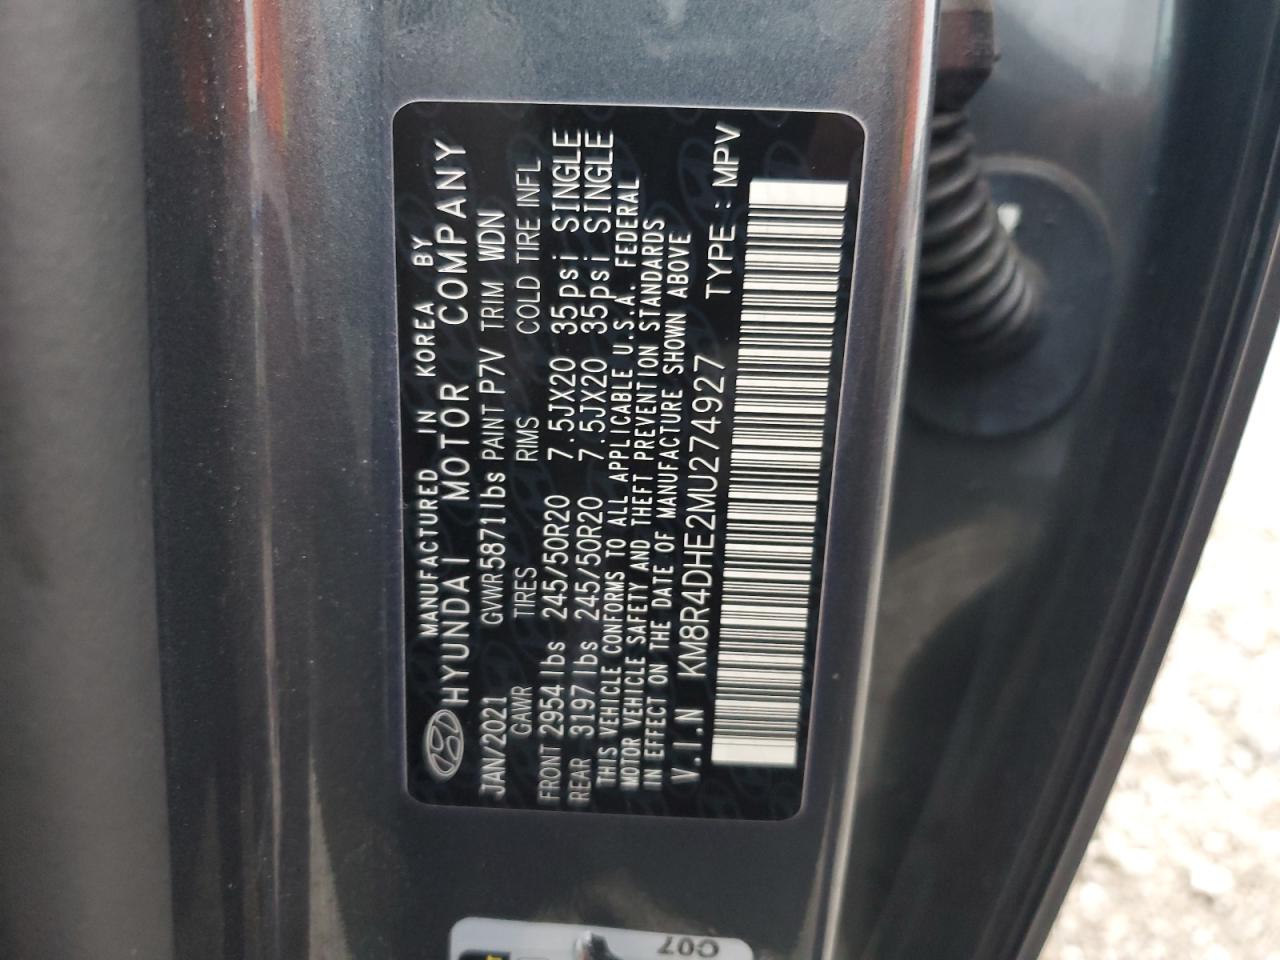 MANUFACTURED IN KOREA BY
HYUNDAI MOTOR COMPANY
JAN/2021 GVWR 5871lbs PAINT P7V TRIM WDN
GAWR TIRES RIMS COLD TIRE INFL
FRONT 2954lbs 245/50R20 7.5JX20 35psi SINGLE
REAR 3197lbs 245/50R20 7.5JX20 35psi SINGLE
THIS VEHICLE CONFORMS TO ALL APPLICABLE U.S.A. FEDERAL
MOTOR VEHICLE SAFETY AND THEFT PREVENTION STANDARDS
IN EFFECT ON THE DATE OF MANUFACTURE SHOWN ABOVE
V.I.N KM8R4DHE2MU274927 TYPE : MPV
C07